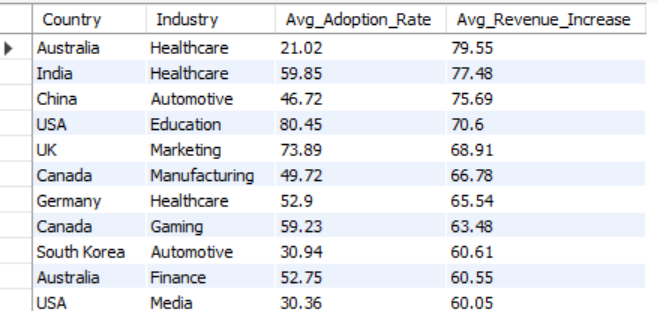 Country Industry Avg_Adoption_Rate Avg_Revenue_Increase
Australia Healthcare 21.02 79.55
India Healthcare 59.85 77.48
China Automotive 46.72 75.69
USA Education 80.45 70.6
UK Marketing 73.89 68.91
Canada Manufacturing 49.72 66.78
Germany Healthcare 52.9 65.54
Canada Gaming 59.23 63.48
South Korea Automotive 30.94 60.61
Australia Finance 52.75 60.55
USA Media 30.36 60.05